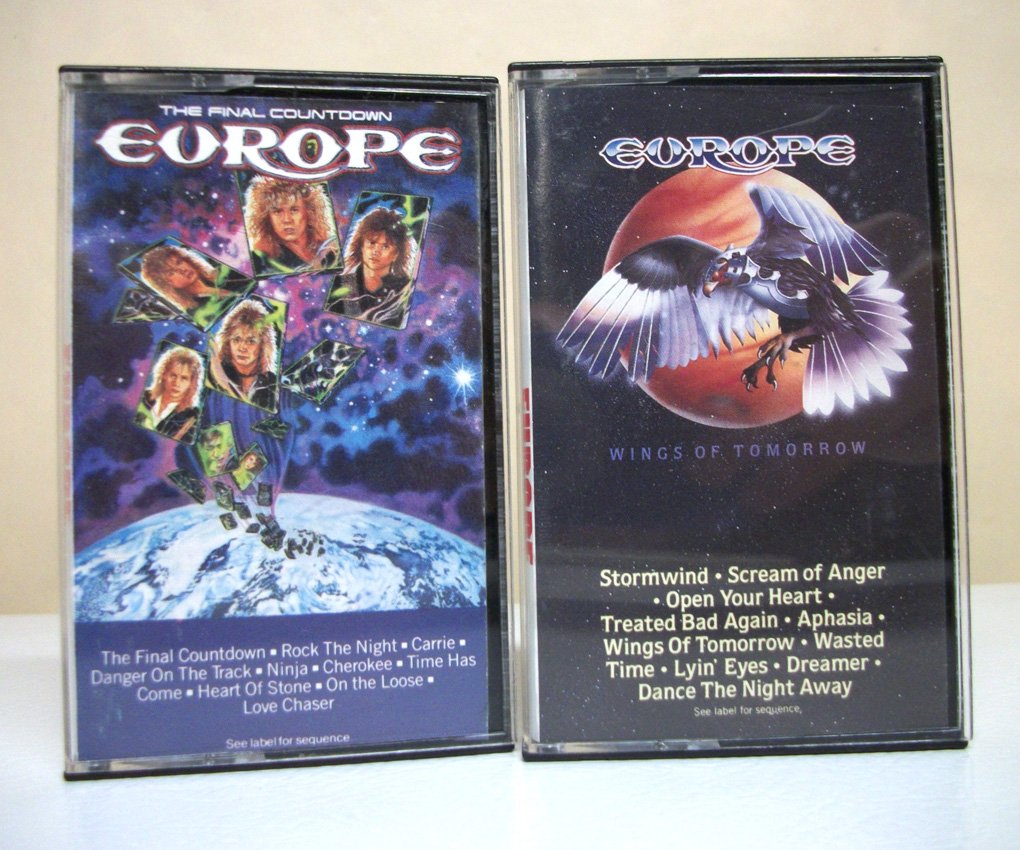 THE FINAL COUNTDOWN
EUROPE
The Final Countdown ▪ Rock The Night ▪ Carrie ▪
Danger On The Track ▪ Ninja ▪ Cherokee ▪ Time Has
Come ▪ Heart Of Stone ▪ On the Loose ▪
Love Chaser
See label for sequence.
EUROPE
WINGS OF TOMORROW
EUROPE
Stormwind • Scream of Anger
• Open Your Heart •
Treated Bad Again • Aphasia •
Wings Of Tomorrow • Wasted
Time • Lyin' Eyes • Dreamer •
Dance The Night Away
See label for sequence.